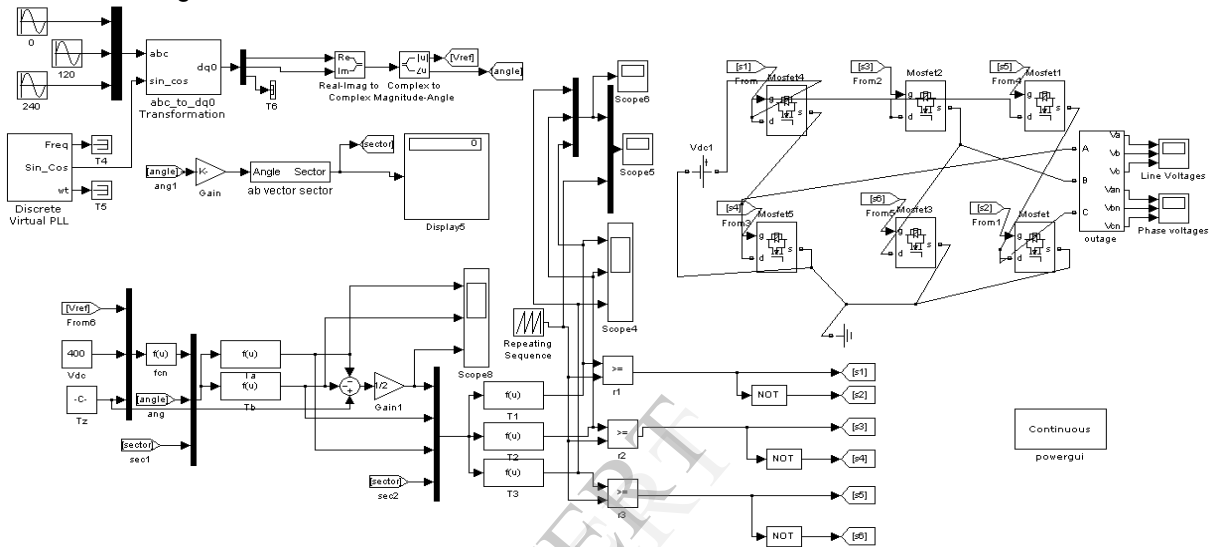 0
120
240
abc
sin_cos
dq0
abc_to_dq0
Transformation
T6
Re
Im
Real-Imag to
Complex
|u|
∠u
Complex to
Magnitude-Angle
[Vref]
[angle]
Freq
Sin_Cos
wt
Discrete
Virtual PLL
T4
T5
[angle]
ang1
K-
Gain
Angle Sector
ab vector sector
[sector]
0
Display5
Scope6
Scope5
Scope4
[s1]
From
Mosfet4
g
d
s
[s3]
From2
Mosfet2
g
d
s
[s5]
From4
Mosfet1
g
d
s
Vdc1
[s4]
From3
Mosfet5
g
d
s
[s6]
From5
Mosfet3
g
d
s
[s2]
From1
Mosfet
g
d
s
A
B
C
Va
Vb
Vc
Van
Vbn
Vcn
outage
Line Voltages
Phase voltages
[Vref]
From6
400
Vdc
-C-
Tz
f(u)
fcn
[angle]
ang
[sector]
sec1
f(u)
Ta
f(u)
Tb
1/2
Gain1
Scope8
[sector]
sec2
f(u)
T1
f(u)
T2
f(u)
T3
Repeating
Sequence
>=
r1
>=
r2
>=
r3
NOT
NOT
NOT
[s1]
[s2]
[s3]
[s4]
[s5]
[s6]
Continuous
powergui